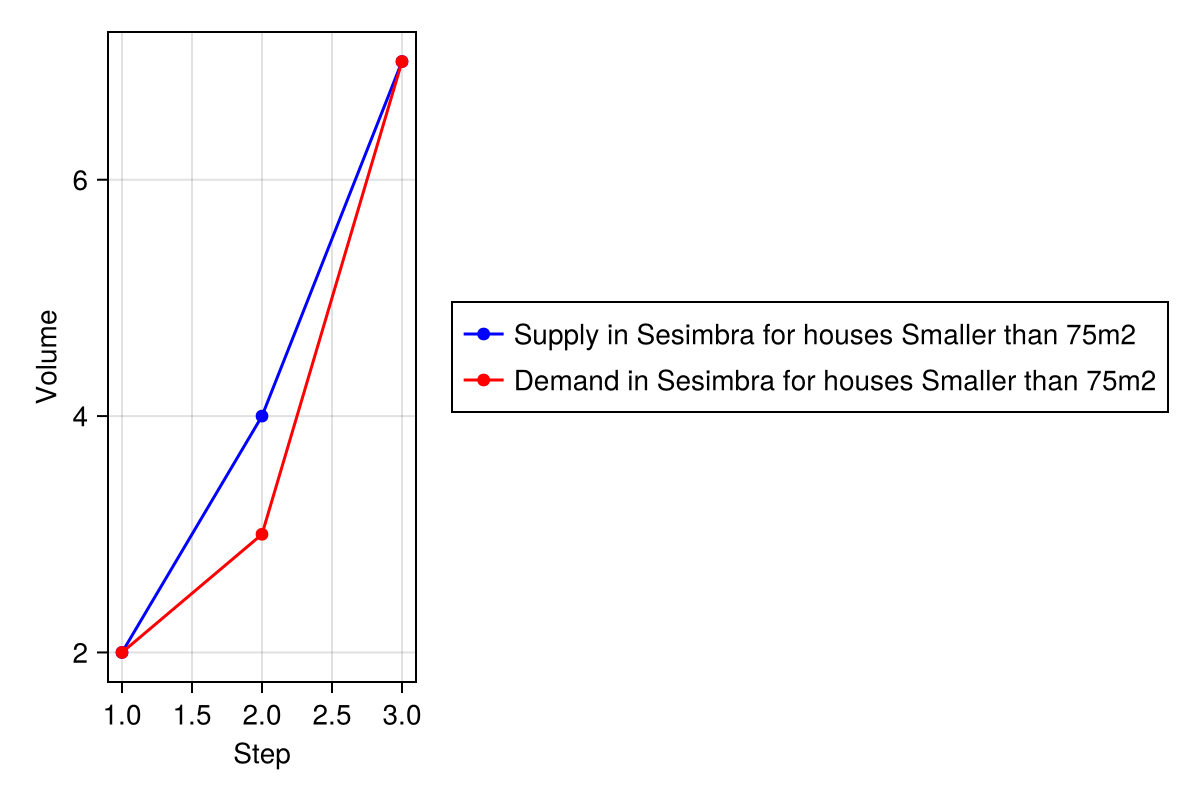 Volume
6
4
2
1.0 1.5 2.0 2.5 3.0
Step
Supply in Sesimbra for houses Smaller than 75m2
Demand in Sesimbra for houses Smaller than 75m2